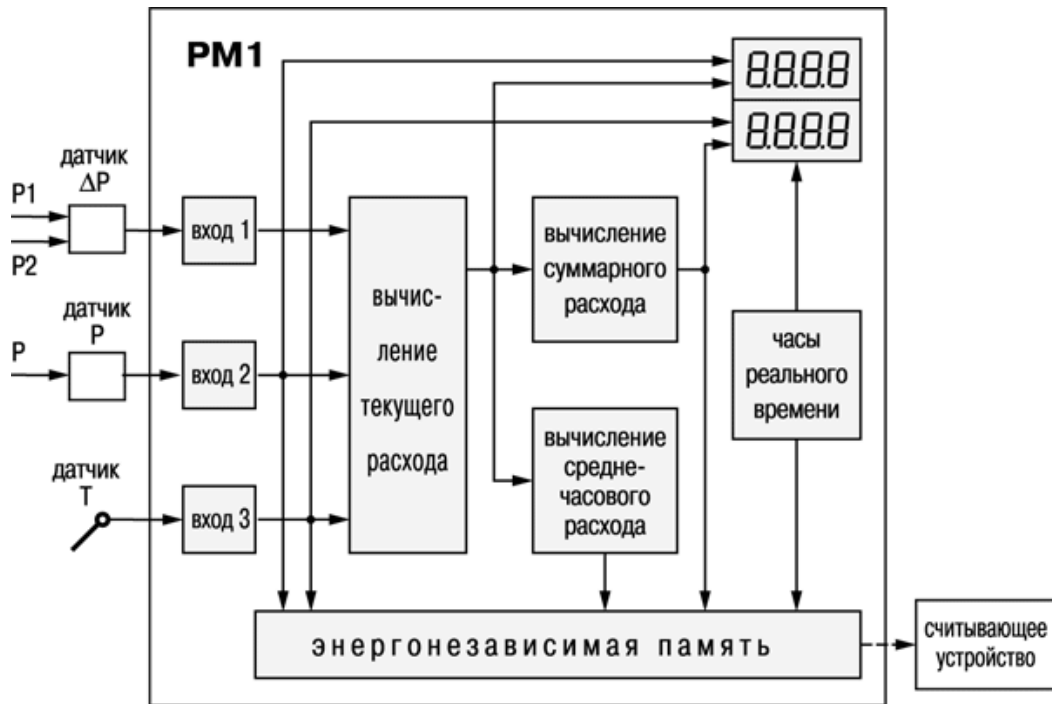 PM1
8.8.8.8
8.8.8.8
датчик
ΔP
P1
P2
вход 1
датчик
P
P
вход 2
датчик
T
вход 3
вычис-
ление
текущего
расхода
вычисление
суммарного
расхода
вычисление
средне-
часового
расхода
часы
реального
времени
энергонезависимая память
считывающее
устройство